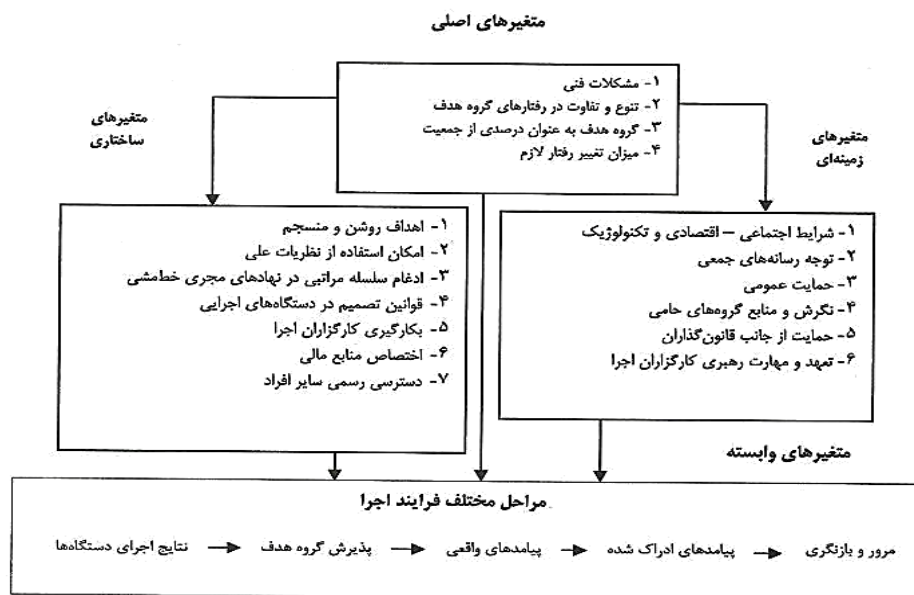 متغیرهای اصلی
۱- مشکلات فنی
۲- تنوع و تفاوت در رفتارهای گروه هدف
۳- گروه هدف به عنوان درصدی از جمعیت
۴- میزان تغییر رفتار لازم
متغیرهای
زمینه‌ای
متغیرهای
ساختاری
۱- شرایط اجتماعی – اقتصادی و تکنولوژیک
۲- توجه رسانه‌های جمعی
۳- حمایت عمومی
۴- نگرش و منابع گروه‌های حامی
۵- حمایت از جانب قانون‌گذاران
۶- تعهد و مهارت رهبری کارگزاران اجرا
۱- اهداف روشن و منسجم
۲- امکان استفاده از نظریات علی
۳- ادغام سلسله مراتبی در نهادهای مجری خط‌مشی
۴- قوانین تصمیم در دستگاه‌های اجرایی
۵- بکارگیری کارگزاران اجرا
۶- اختصاص منابع مالی
۷- دسترسی رسمی سایر افراد
متغیرهای وابسته
مراحل مختلف فرایند اجرا
نتایج اجرای دستگاه‌ها پذیرش گروه هدف پیامدهای واقعی پیامدهای ادراک شده مرور و بازنگری